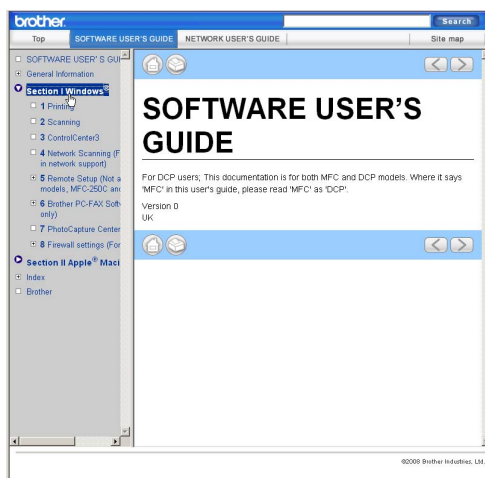 brother.
Search
Top
SOFTWARE USER'S GUIDE
NETWORK USER'S GUIDE
Site map
SOFTWARE USER'S GUI
General Information
Section I Windows®
1 Printing
2 Scanning
3 ControlCenter3
4 Network Scanning (F
in network support)
5 Remote Setup (Not a
models, MFC-250C and
6 Brother PC-FAX Soft
only)
7 PhotoCapture Center
8 Firewall settings (For
Section II Apple® Maci
Index
Brother
SOFTWARE USER'S
GUIDE
For DCP users; This documentation is for both MFC and DCP models. Where it says
'MFC' in this user's guide, please read 'MFC' as 'DCP'.
Version 0
UK
©2008 Brother Industries, Ltd.